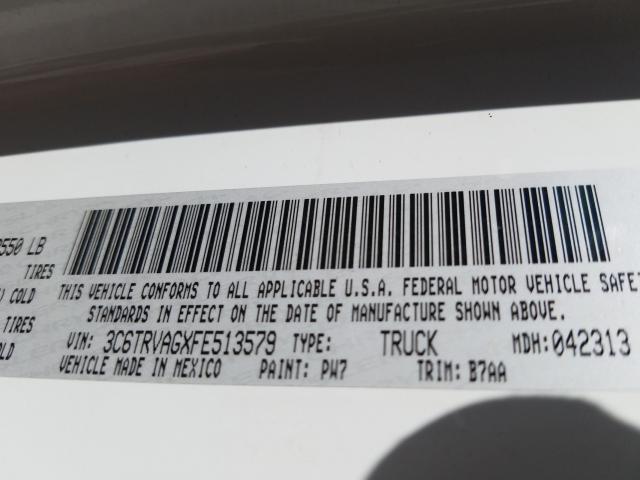 550 LB
TIRES
COLD
TIRES
THIS VEHICLE CONFORMS TO ALL APPLICABLE U.S.A. FEDERAL MOTOR VEHICLE SAFET
STANDARDS IN EFFECT ON THE DATE OF MANUFACTURE SHOWN ABOVE.
VIN: 3C6TRVAGXFE513579 TYPE: TRUCK MDH:042313
VEHICLE MADE IN MEXICO PAINT: PW7 TRIM: B7AA